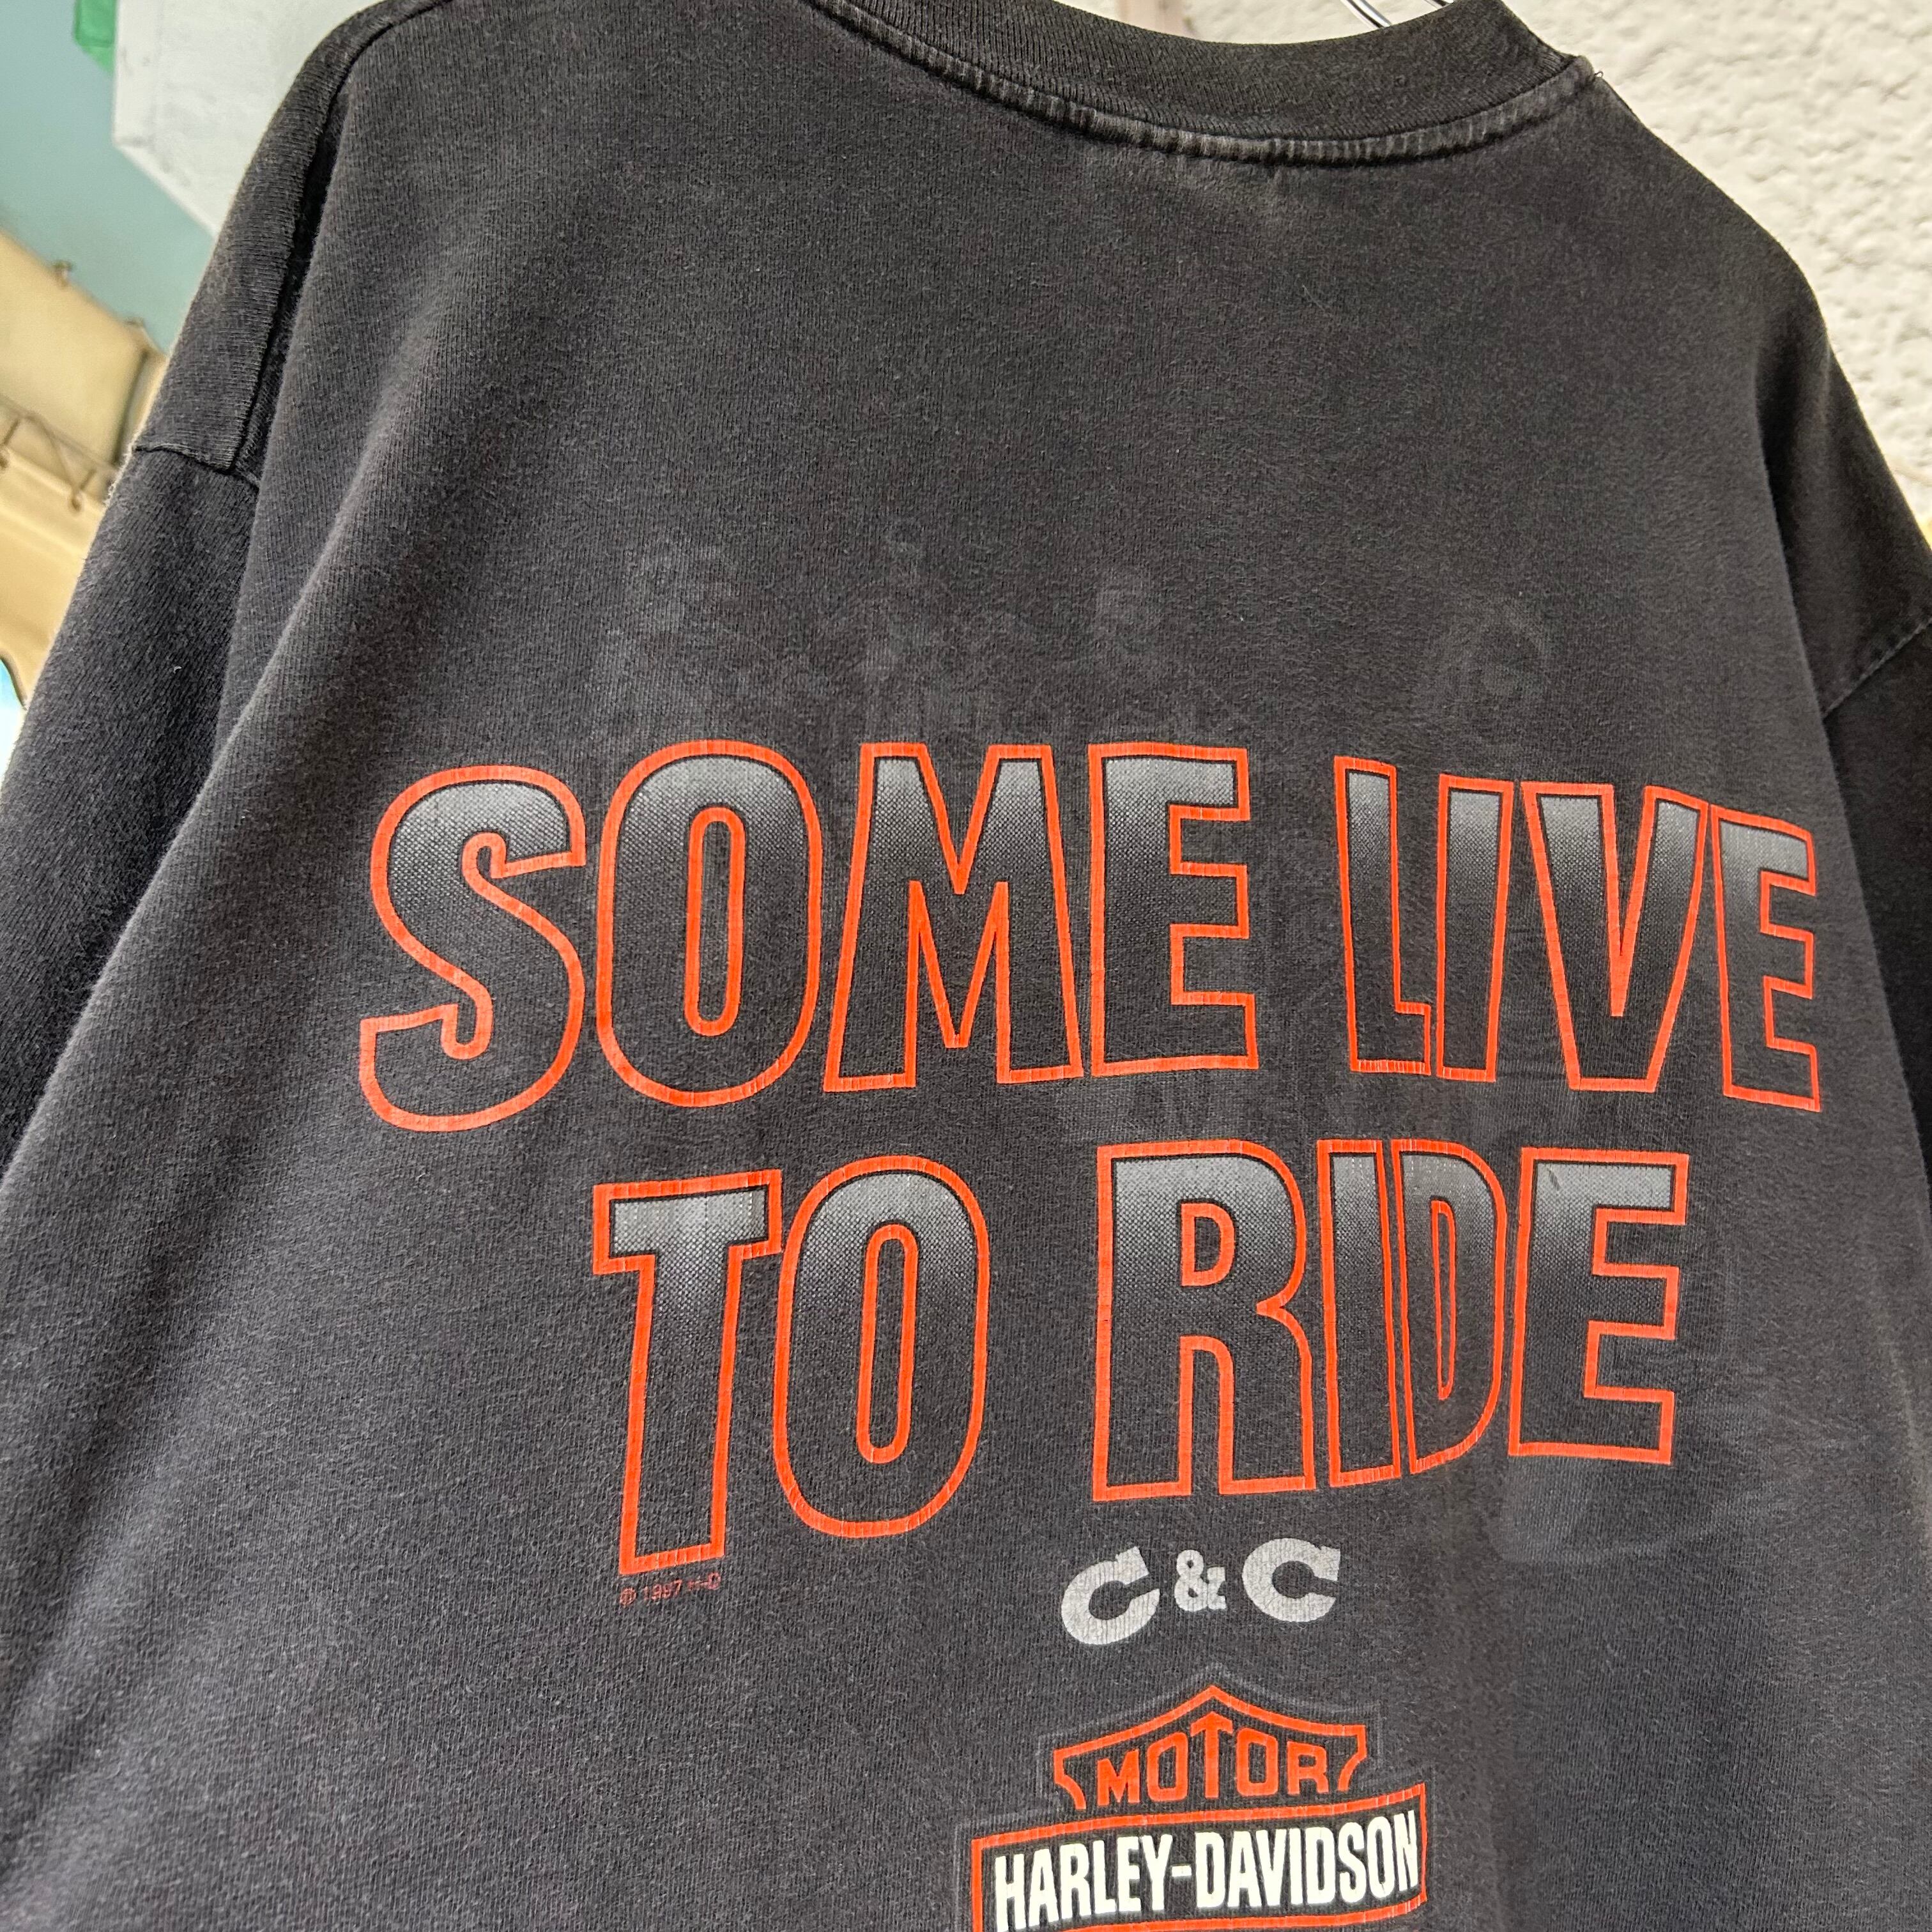 SOME LIVE
TO RIDE
© 1997 H-D
C & C
MOTOR
HARLEY-DAVIDSON